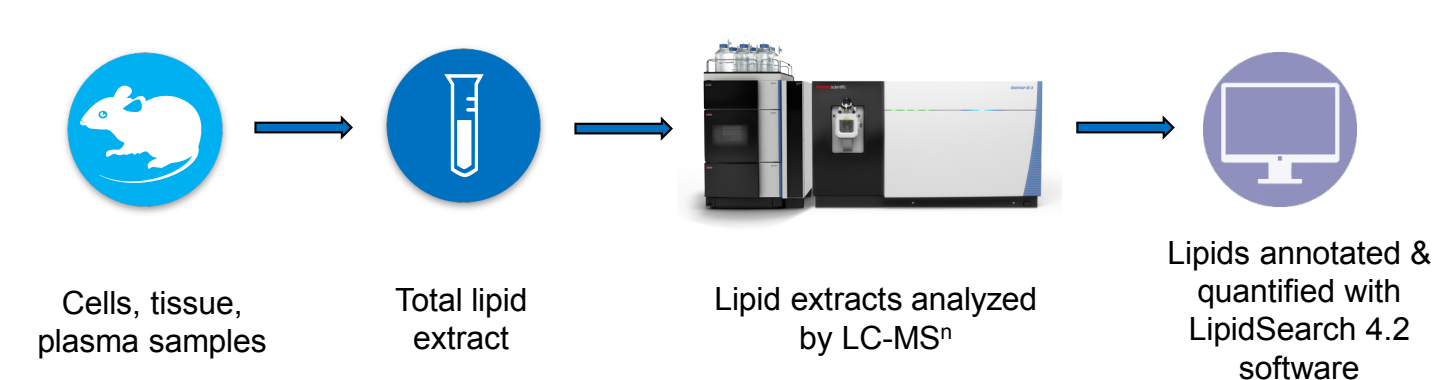 Cells, tissue,
plasma samples
Total lipid
extract
Lipid extracts analyzed
by LC-MSⁿ
Lipids annotated &
quantified with
LipidSearch 4.2
software